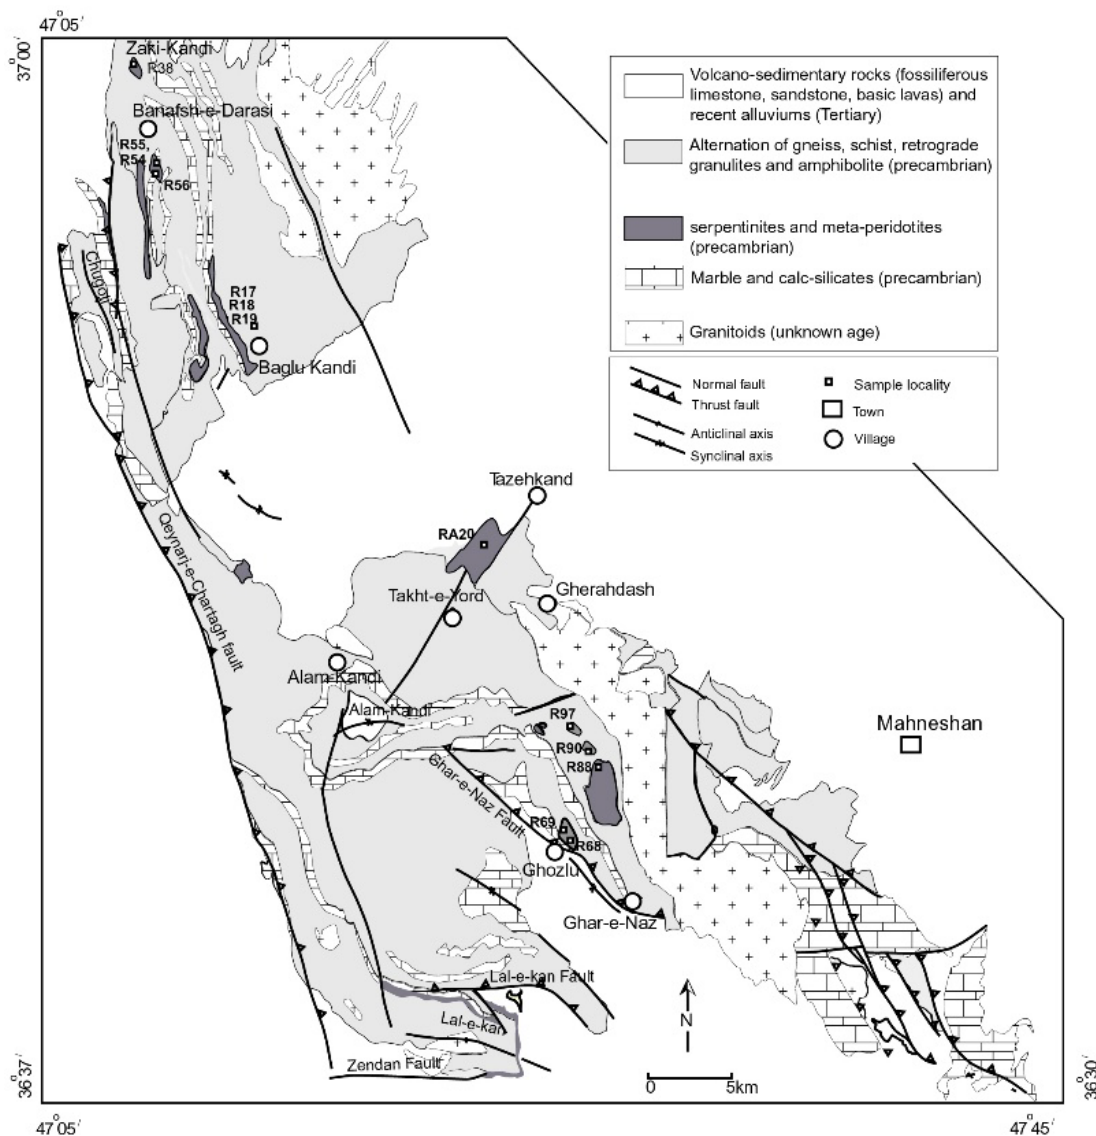 47°05'
37°00'
Zaki-Kandi
R38
Banafsh-e-Darasi
R55,
R54
R56
Chugoli
R17
R18
R19
Baglu Kandi
Volcano-sedimentary rocks (fossiliferous
limestone, sandstone, basic lavas) and
recent alluviums (Tertiary)
Alternation of gneiss, schist, retrograde
granulites and amphibolite (precambrian)
serpentinites and meta-peridotites
(precambrian)
Marble and calc-silicates (precambrian)
Granitoids (unknown age)
Normal fault
Thrust fault
Anticlinal axis
Synclinal axis
Sample locality
Town
Village
Tazehkand
RA20
Qeynarj-e-Chartagh fault
Takht-e-Yord
Gherahdash
Alam-Kandi
Alam-Kandi
R97
R90
R88
Mahneshan
Ghar-e-Naz Fault
R69
R68
Ghozlu
Ghar-e-Naz
Lal-e-kan Fault
Lal-e-kan
Zendan Fault
N
0 5km
36°37'
36°30'
47°05'
47°45'